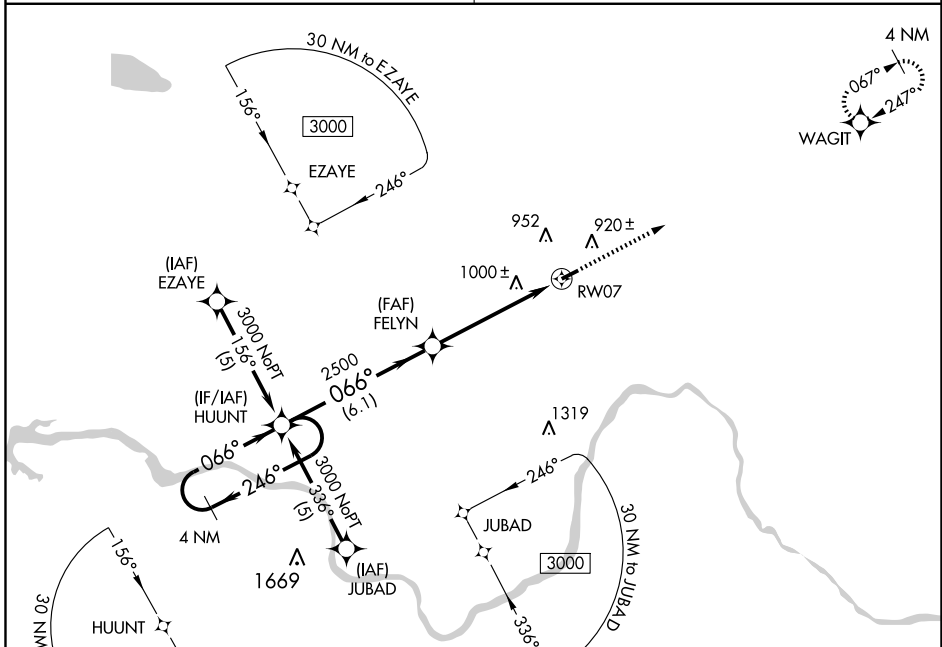 30 NM to EZAYE
4 NM
067°
247°
WAGIT
156°
3000
EZAYE
246°
952
920 ±
1000 ±
RW07
(IAF)
EZAYE
3000 NoPT
156°
(5)
(FAF)
FELYN
2500
066°
(6.1)
(IF/IAF)
HUUNT
066°
246°
4 NM
3000 NoPT
336°
(5)
(IAF)
JUBAD
1669
1319
246°
JUBAD
3000
30 NM to JUBAD
336°
156°
HUUNT
30 NM